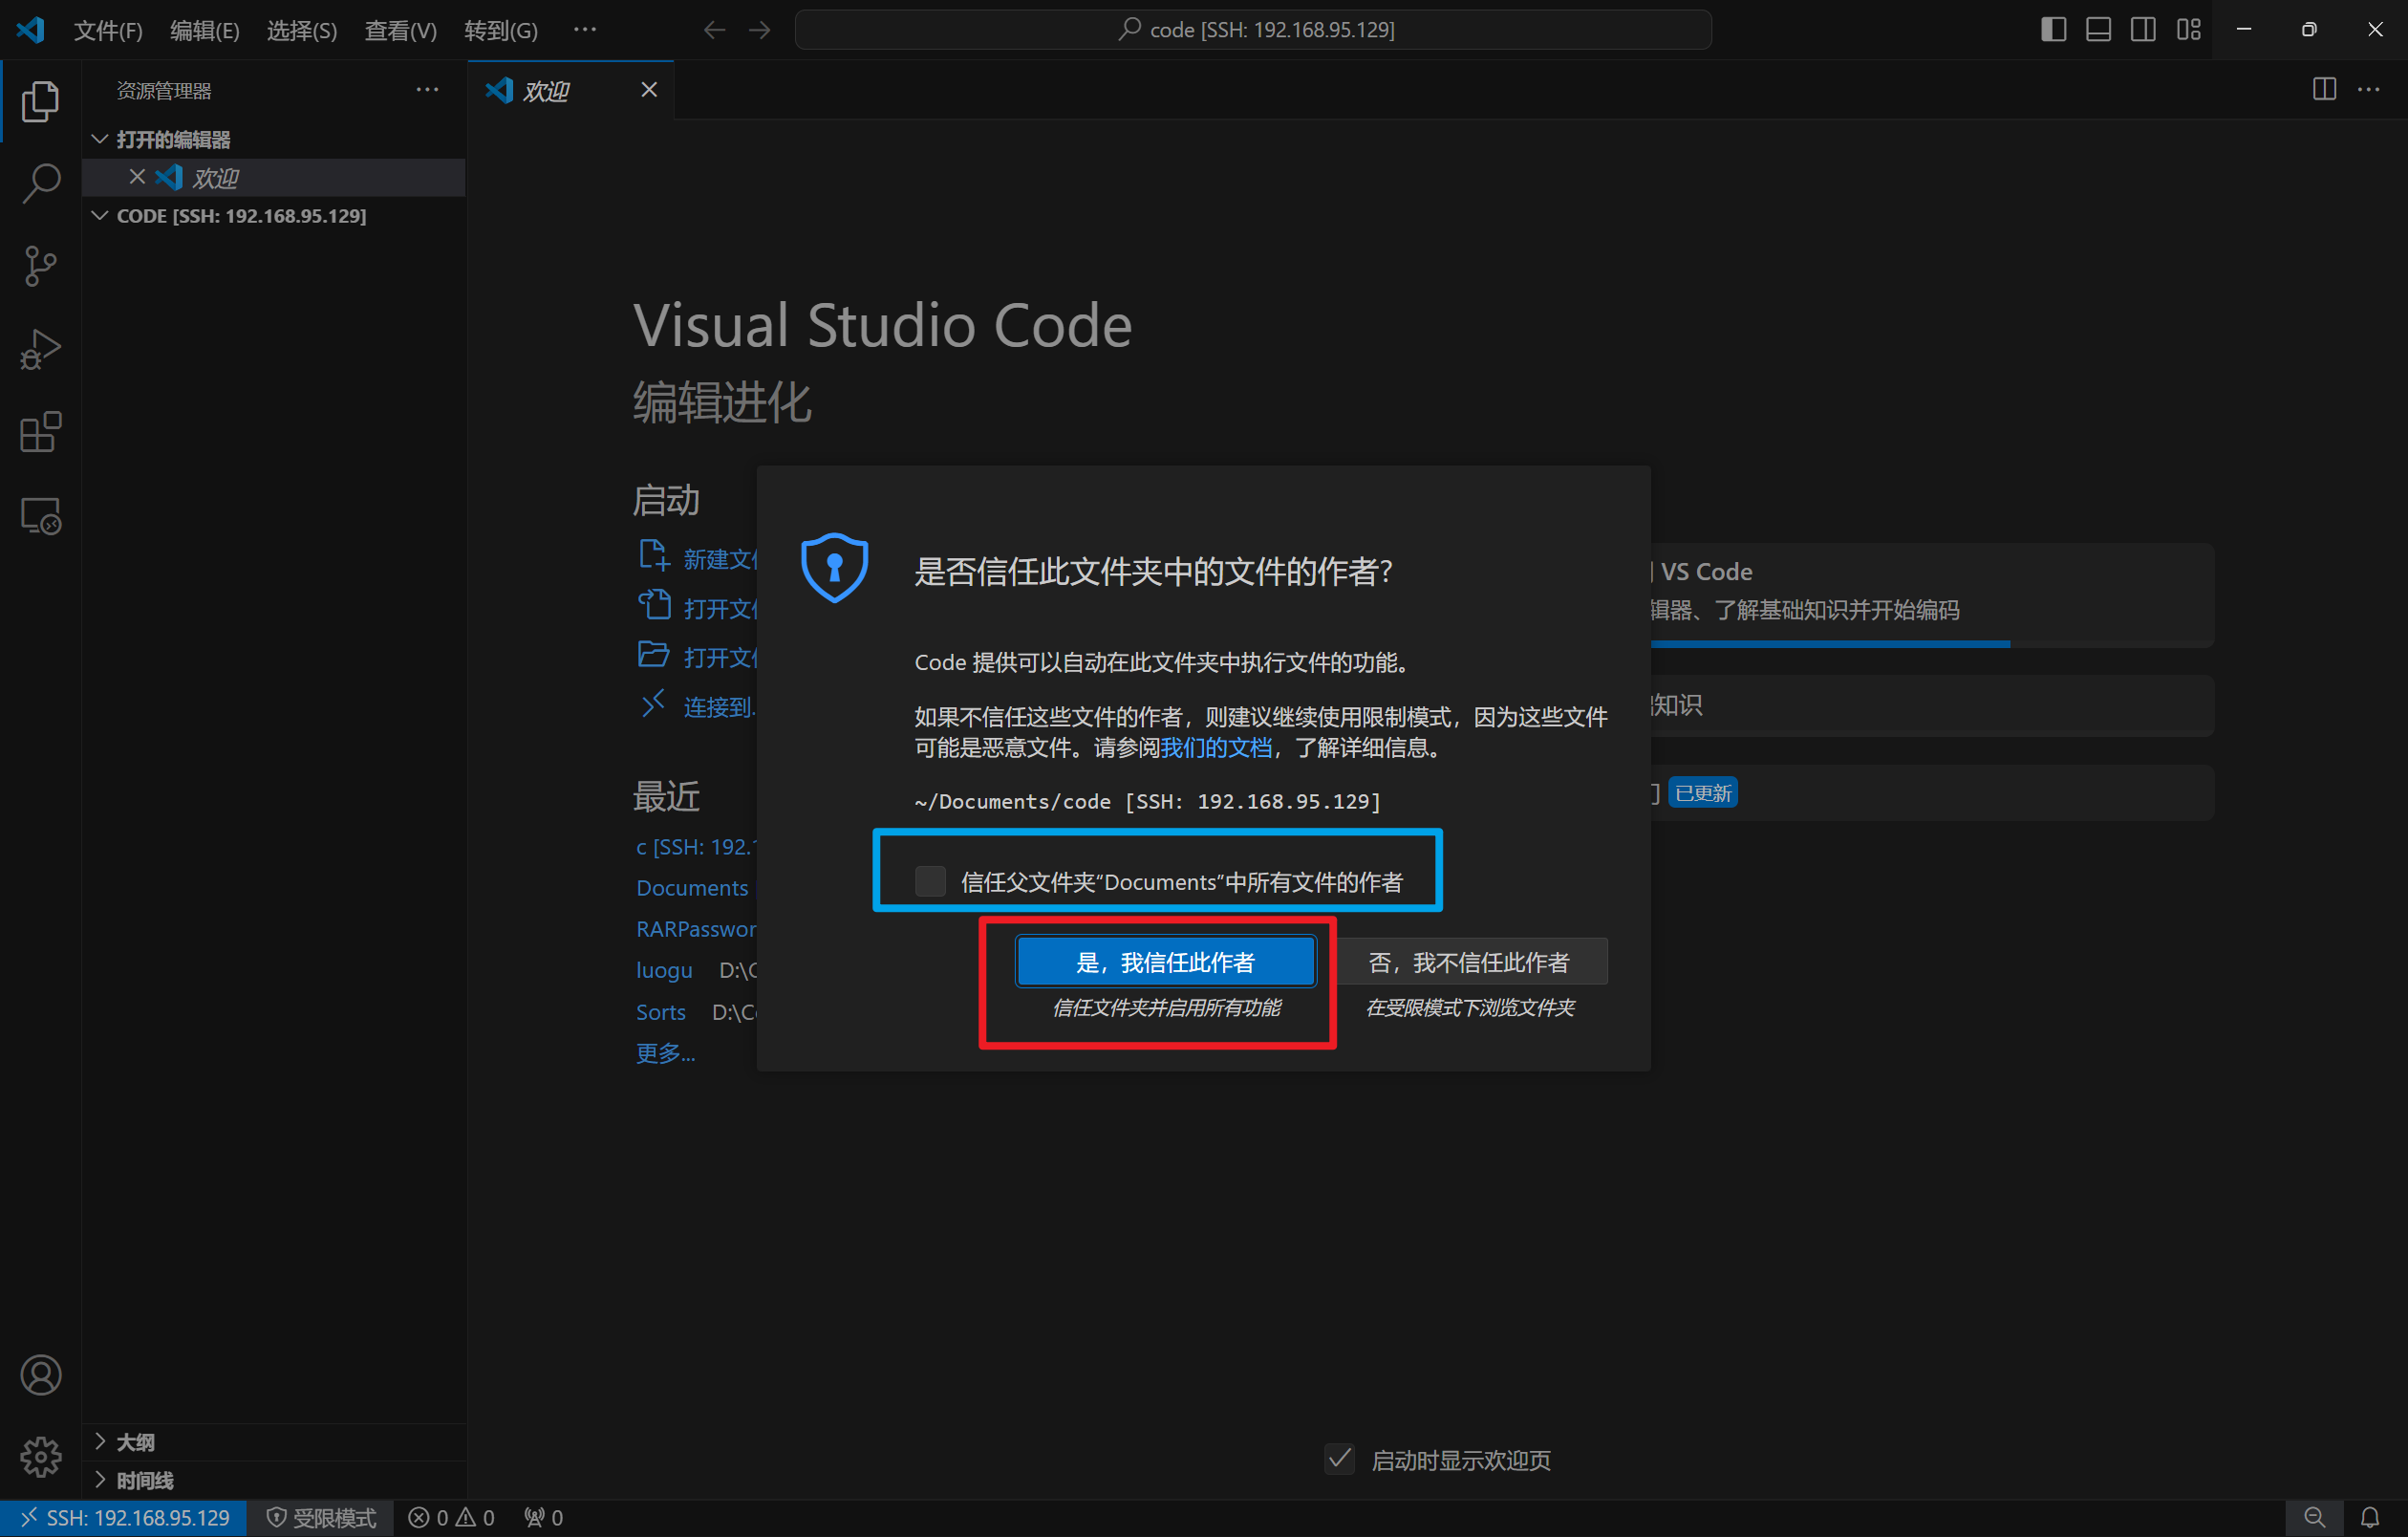 文件(F) 编辑(E) 选择(S) 查看(V) 转到(G) ···
code [SSH: 192.168.95.129]
资源管理器
欢迎
打开的编辑器
欢迎
CODE [SSH: 192.168.95.129]
Visual Studio Code
编辑进化
启动
新建文
打开文
打开文
连接到.
最近
c [SSH: 192.
Documents
RARPasswor
luogu D:\
Sorts D:\C
更多...
VS Code
辑器、了解基础知识并开始编码
知识
已更新
是否信任此文件夹中的文件的作者?
Code 提供可以自动在此文件夹中执行文件的功能。
如果不信任这些文件的作者，则建议继续使用限制模式，因为这些文件
可能是恶意文件。请参阅我们的文档，了解详细信息。
~/Documents/code [SSH: 192.168.95.129]
信任父文件夹“Documents”中所有文件的作者
是，我信任此作者
信任文件夹并启用所有功能
否，我不信任此作者
在受限模式下浏览文件夹
启动时显示欢迎页
大纲
时间线
SSH: 192.168.95.129 受限模式 0 0 0